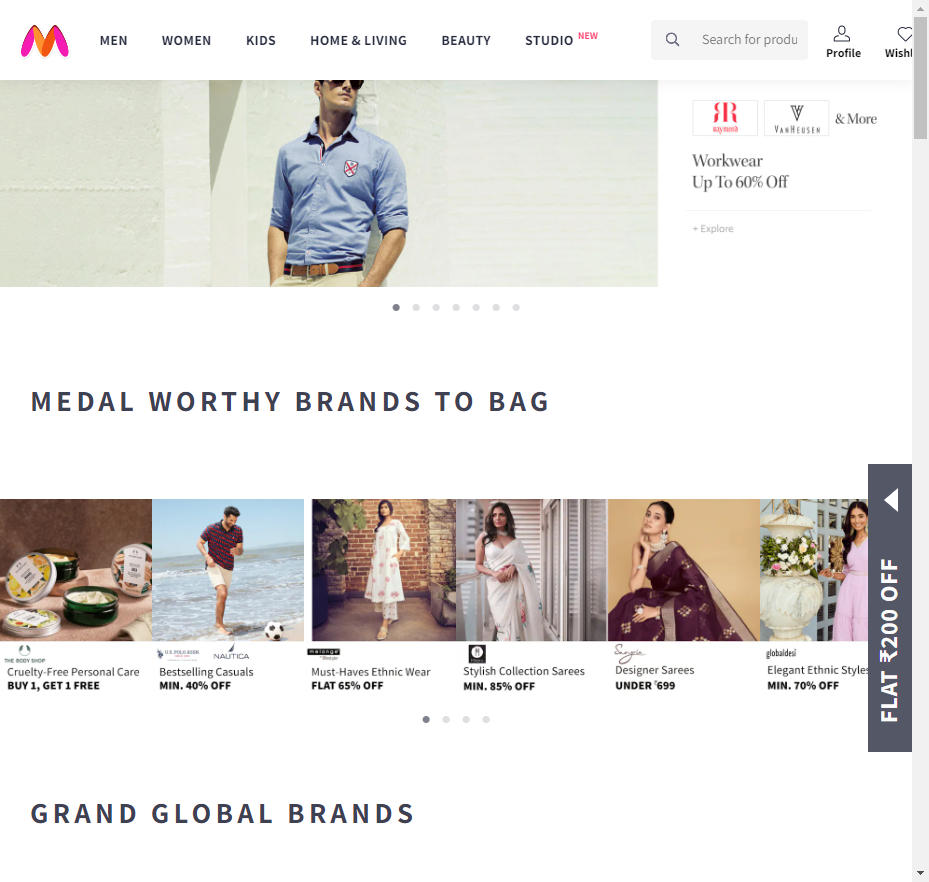 MEN WOMEN KIDS HOME & LIVING BEAUTY STUDIO NEW Search for produ Profile Wishl
raymond VAN HEUSEN & More
Workwear
Up To 60% Off
+ Explore
MEDAL WORTHY BRANDS TO BAG
FLAT ₹200 OFF
THE BODY SHOP
Cruelty-Free Personal Care
BUY 1, GET 1 FREE
U.S. POLO ASSN. NAUTICA
Bestselling Casuals
MIN. 40% OFF
melange
Must-Haves Ethnic Wear
FLAT 65% OFF
Stylish Collection Sarees
MIN. 85% OFF
Sangria
Designer Sarees
UNDER ₹699
globaldesi
Elegant Ethnic Styles
MIN. 70% OFF
GRAND GLOBAL BRANDS